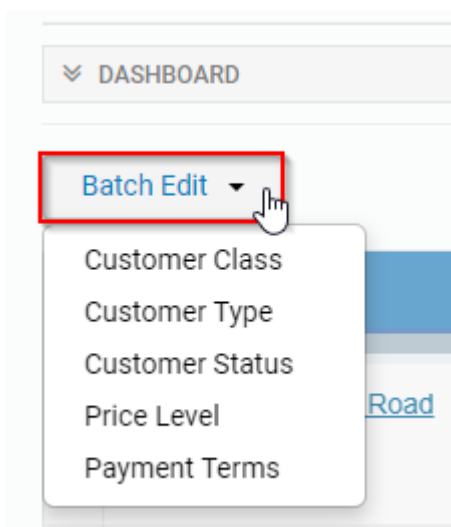 DASHBOARD
Batch Edit
Customer Class
Customer Type
Customer Status
Price Level
Road
Payment Terms